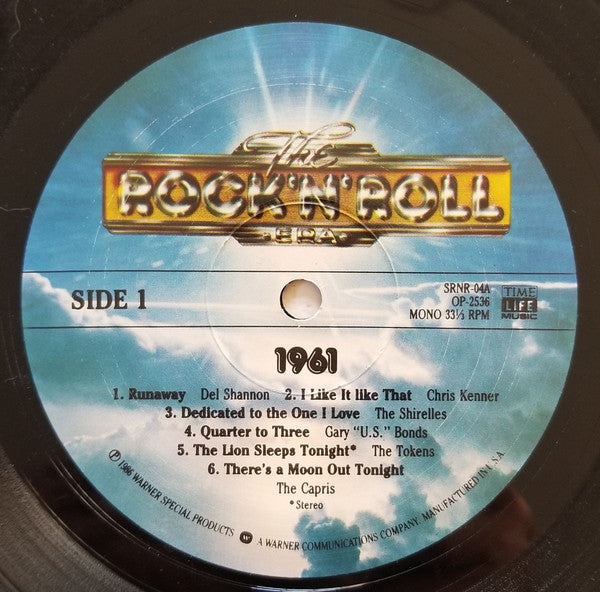 The
ROCK'N'ROLL
•ERA•
SIDE 1
SRNR-04A
OP-2536
MONO 33⅓ RPM
TIME
LIFE
MUSIC
1961
1. Runaway Del Shannon 2. I Like It like That Chris Kenner
3. Dedicated to the One I Love The Shirelles
4. Quarter to Three Gary "U.S." Bonds
5. The Lion Sleeps Tonight* The Tokens
6. There's a Moon Out Tonight
The Capris
*Stereo
℗ 1986 WARNER SPECIAL PRODUCTS W A WARNER COMMUNICATIONS COMPANY. MANUFACTURED IN U.S.A.